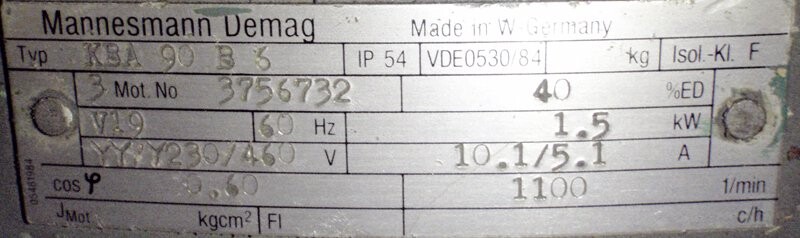 Mannesmann Demag Made in W-Germany
Typ KBA 90 B 6 IP 54 VDE0530/84 kg Isol.-Kl. F
3 Mot. No 3756732 40 %ED
V19 60 Hz 1.5 kW
YY/Y230/460 V 10.1/5.1 A
cos φ 0.60 1100 1/min
JMot kgcm² FI c/h
05481984